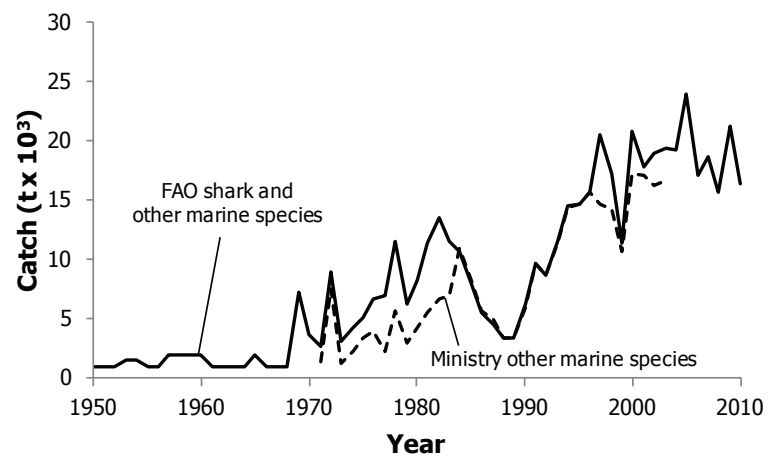 30
25
20
15
10
5
0
Catch (t x 10³)
FAO shark and
other marine species
Ministry other marine species
1950 1960 1970 1980 1990 2000 2010
Year